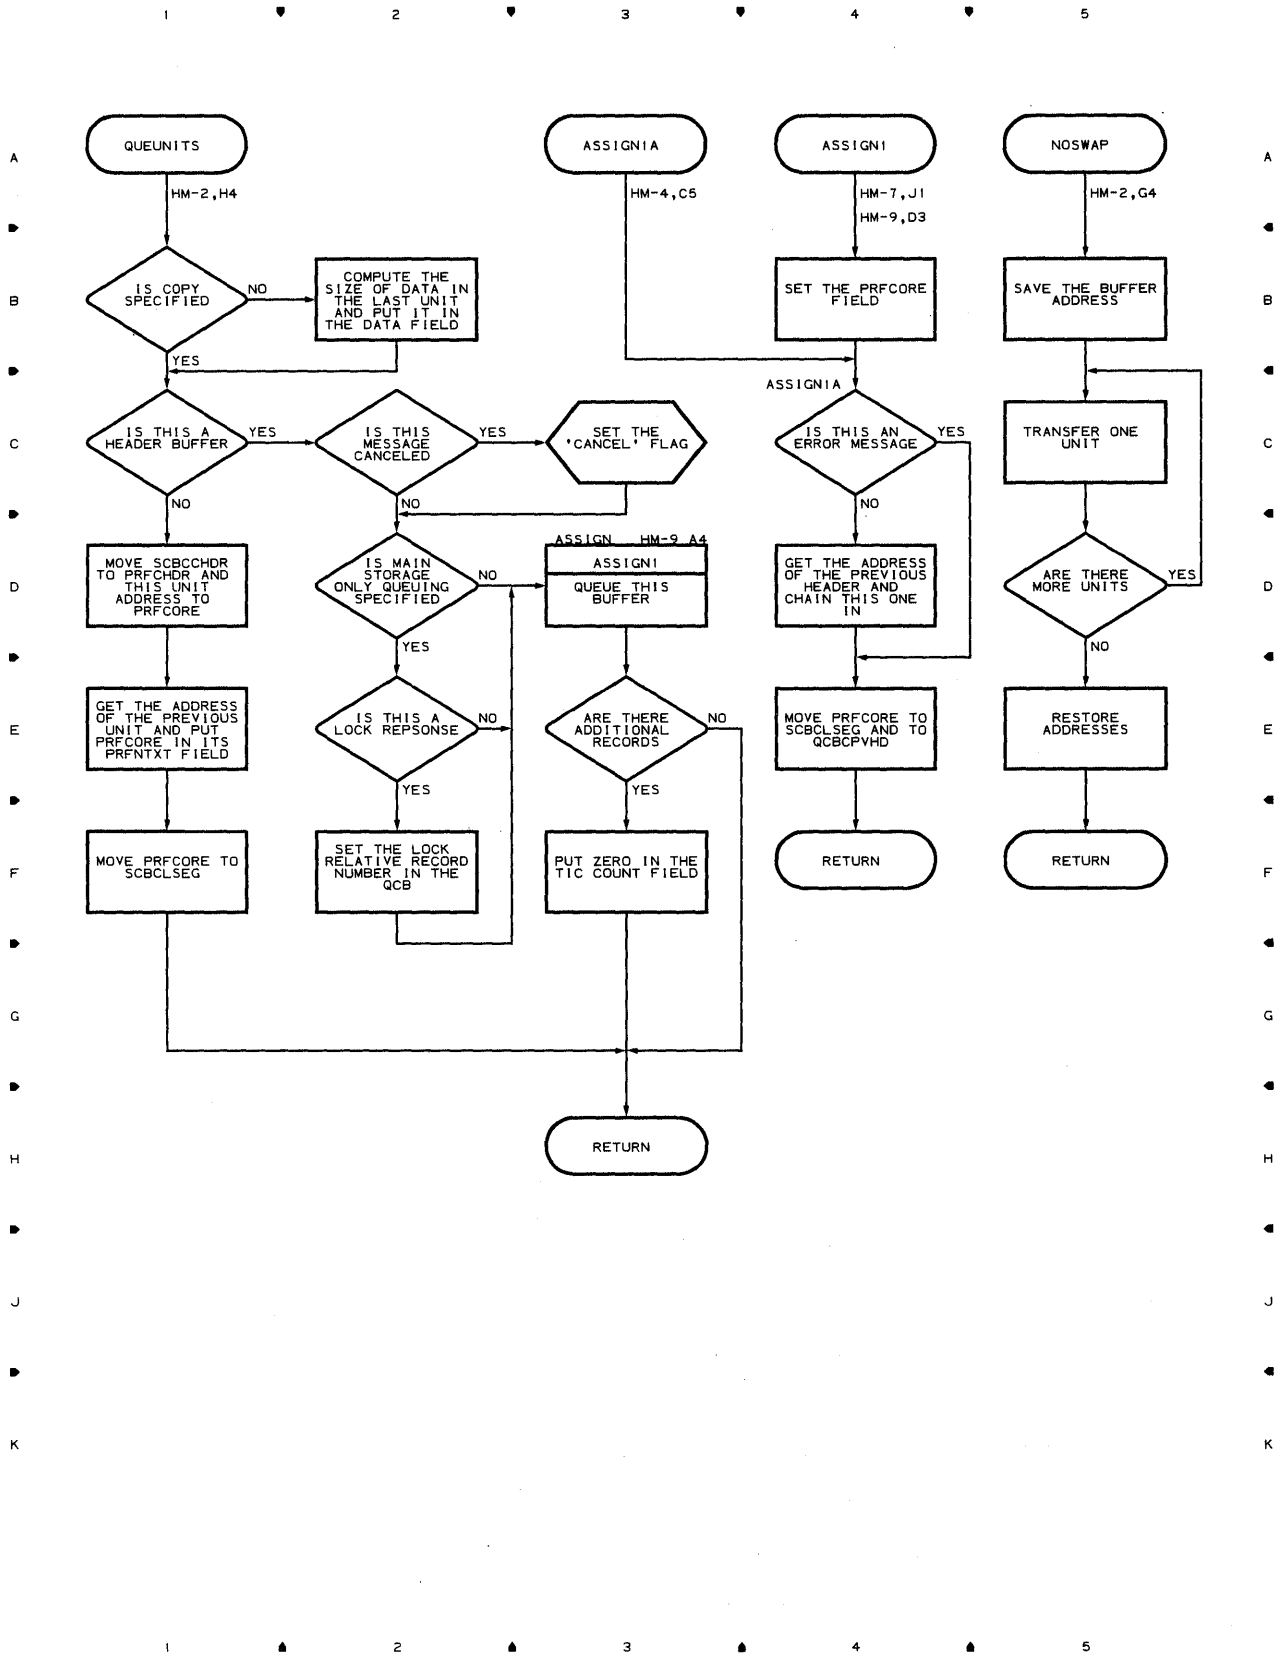 1 2 3 4 5
A A
QUEUNITS
ASSIGN1A
ASSIGN1
NOSWAP
HM-2,H4
HM-4,C5
HM-7,J1
HM-9,D3
HM-2,G4
B B
IS COPY
SPECIFIED
NO
YES
COMPUTE THE
SIZE OF DATA IN
THE LAST UNIT
AND PUT IT IN
THE DATA FIELD
SET THE PRFCORE
FIELD
SAVE THE BUFFER
ADDRESS
ASSIGN1A
C C
IS THIS A
HEADER BUFFER
YES
NO
IS THIS
MESSAGE
CANCELED
YES
NO
SET THE
'CANCEL' FLAG
IS THIS AN
ERROR MESSAGE
YES
NO
TRANSFER ONE
UNIT
D D
MOVE SCBCCHDR
TO PRFCHDR AND
THIS UNIT
ADDRESS TO
PRFCORE
IS MAIN
STORAGE
ONLY QUEUING
SPECIFIED
NO
YES
ASSIGN HM-9 A4
ASSIGN1
QUEUE THIS
BUFFER
GET THE ADDRESS
OF THE PREVIOUS
HEADER AND
CHAIN THIS ONE
IN
ARE THERE
MORE UNITS
YES
NO
E E
GET THE ADDRESS
OF THE PREVIOUS
UNIT AND PUT
PRFCORE IN ITS
PRFNTXT FIELD
IS THIS A
LOCK REPSONSE
NO
YES
ARE THERE
ADDITIONAL
RECORDS
NO
YES
MOVE PRFCORE TO
SCBCLSEG AND TO
QCBCPVHD
RESTORE
ADDRESSES
F F
MOVE PRFCORE TO
SCBCLSEG
SET THE LOCK
RELATIVE RECORD
NUMBER IN THE
QCB
PUT ZERO IN THE
TIC COUNT FIELD
RETURN
RETURN
G G
H H
RETURN
J J
K K
1 2 3 4 5